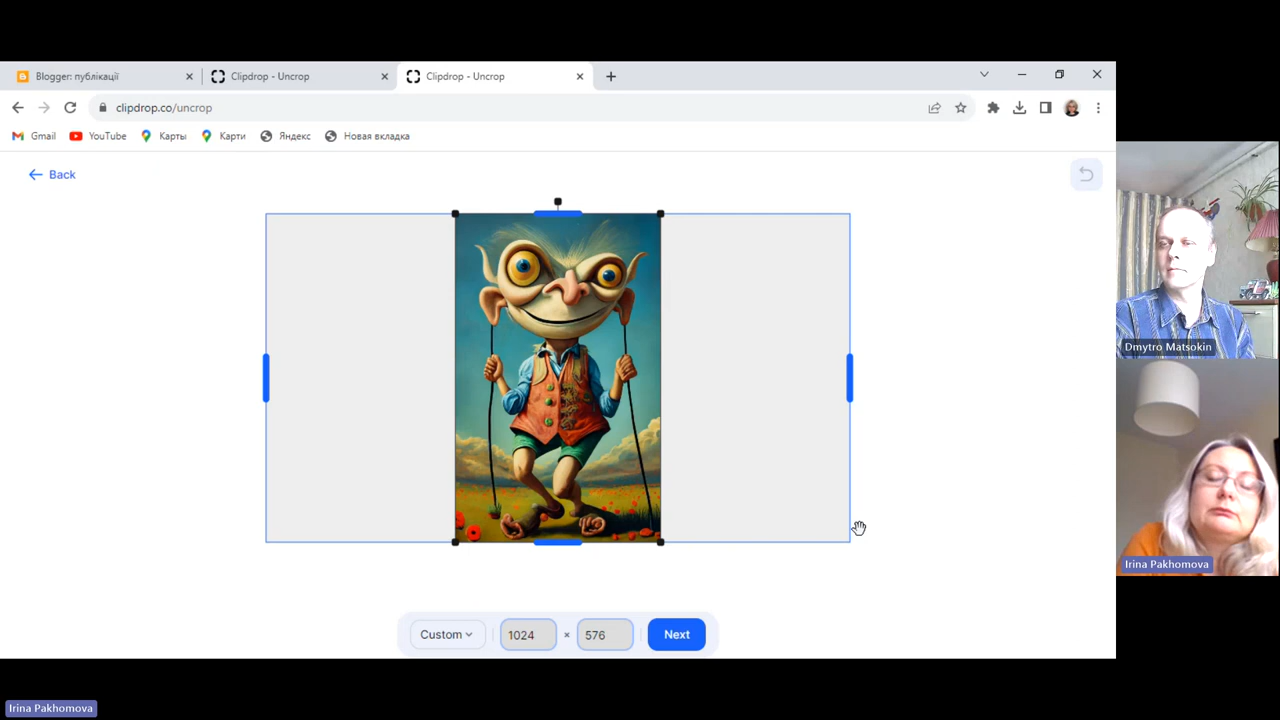 Blogger: публікації
Clipdrop - Uncrop
Clipdrop - Uncrop
clipdrop.co/uncrop
Gmail
YouTube
Карты
Карти
Яндекс
Новая вкладка
Back
Custom
1024
×
576
Next
Dmytro Matsokin
Irina Pakhomova
Irina Pakhomova